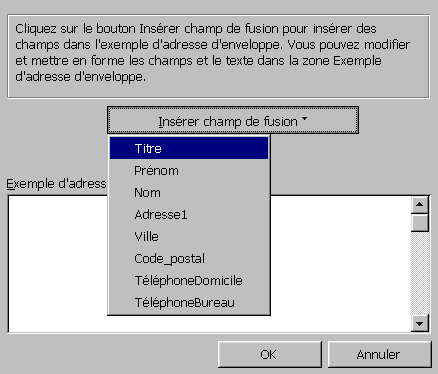 Cliquez sur le bouton Insérer champ de fusion pour insérer des
champs dans l'exemple d'adresse d'enveloppe. Vous pouvez modifier
et mettre en forme les champs et le texte dans la zone Exemple
d'adresse d'enveloppe.
Insérer champ de fusion
Titre
Prénom
Exemple d'adress
Nom
Adresse1
Ville
Code_postal
TéléphoneDomicile
TéléphoneBureau
OK
Annuler